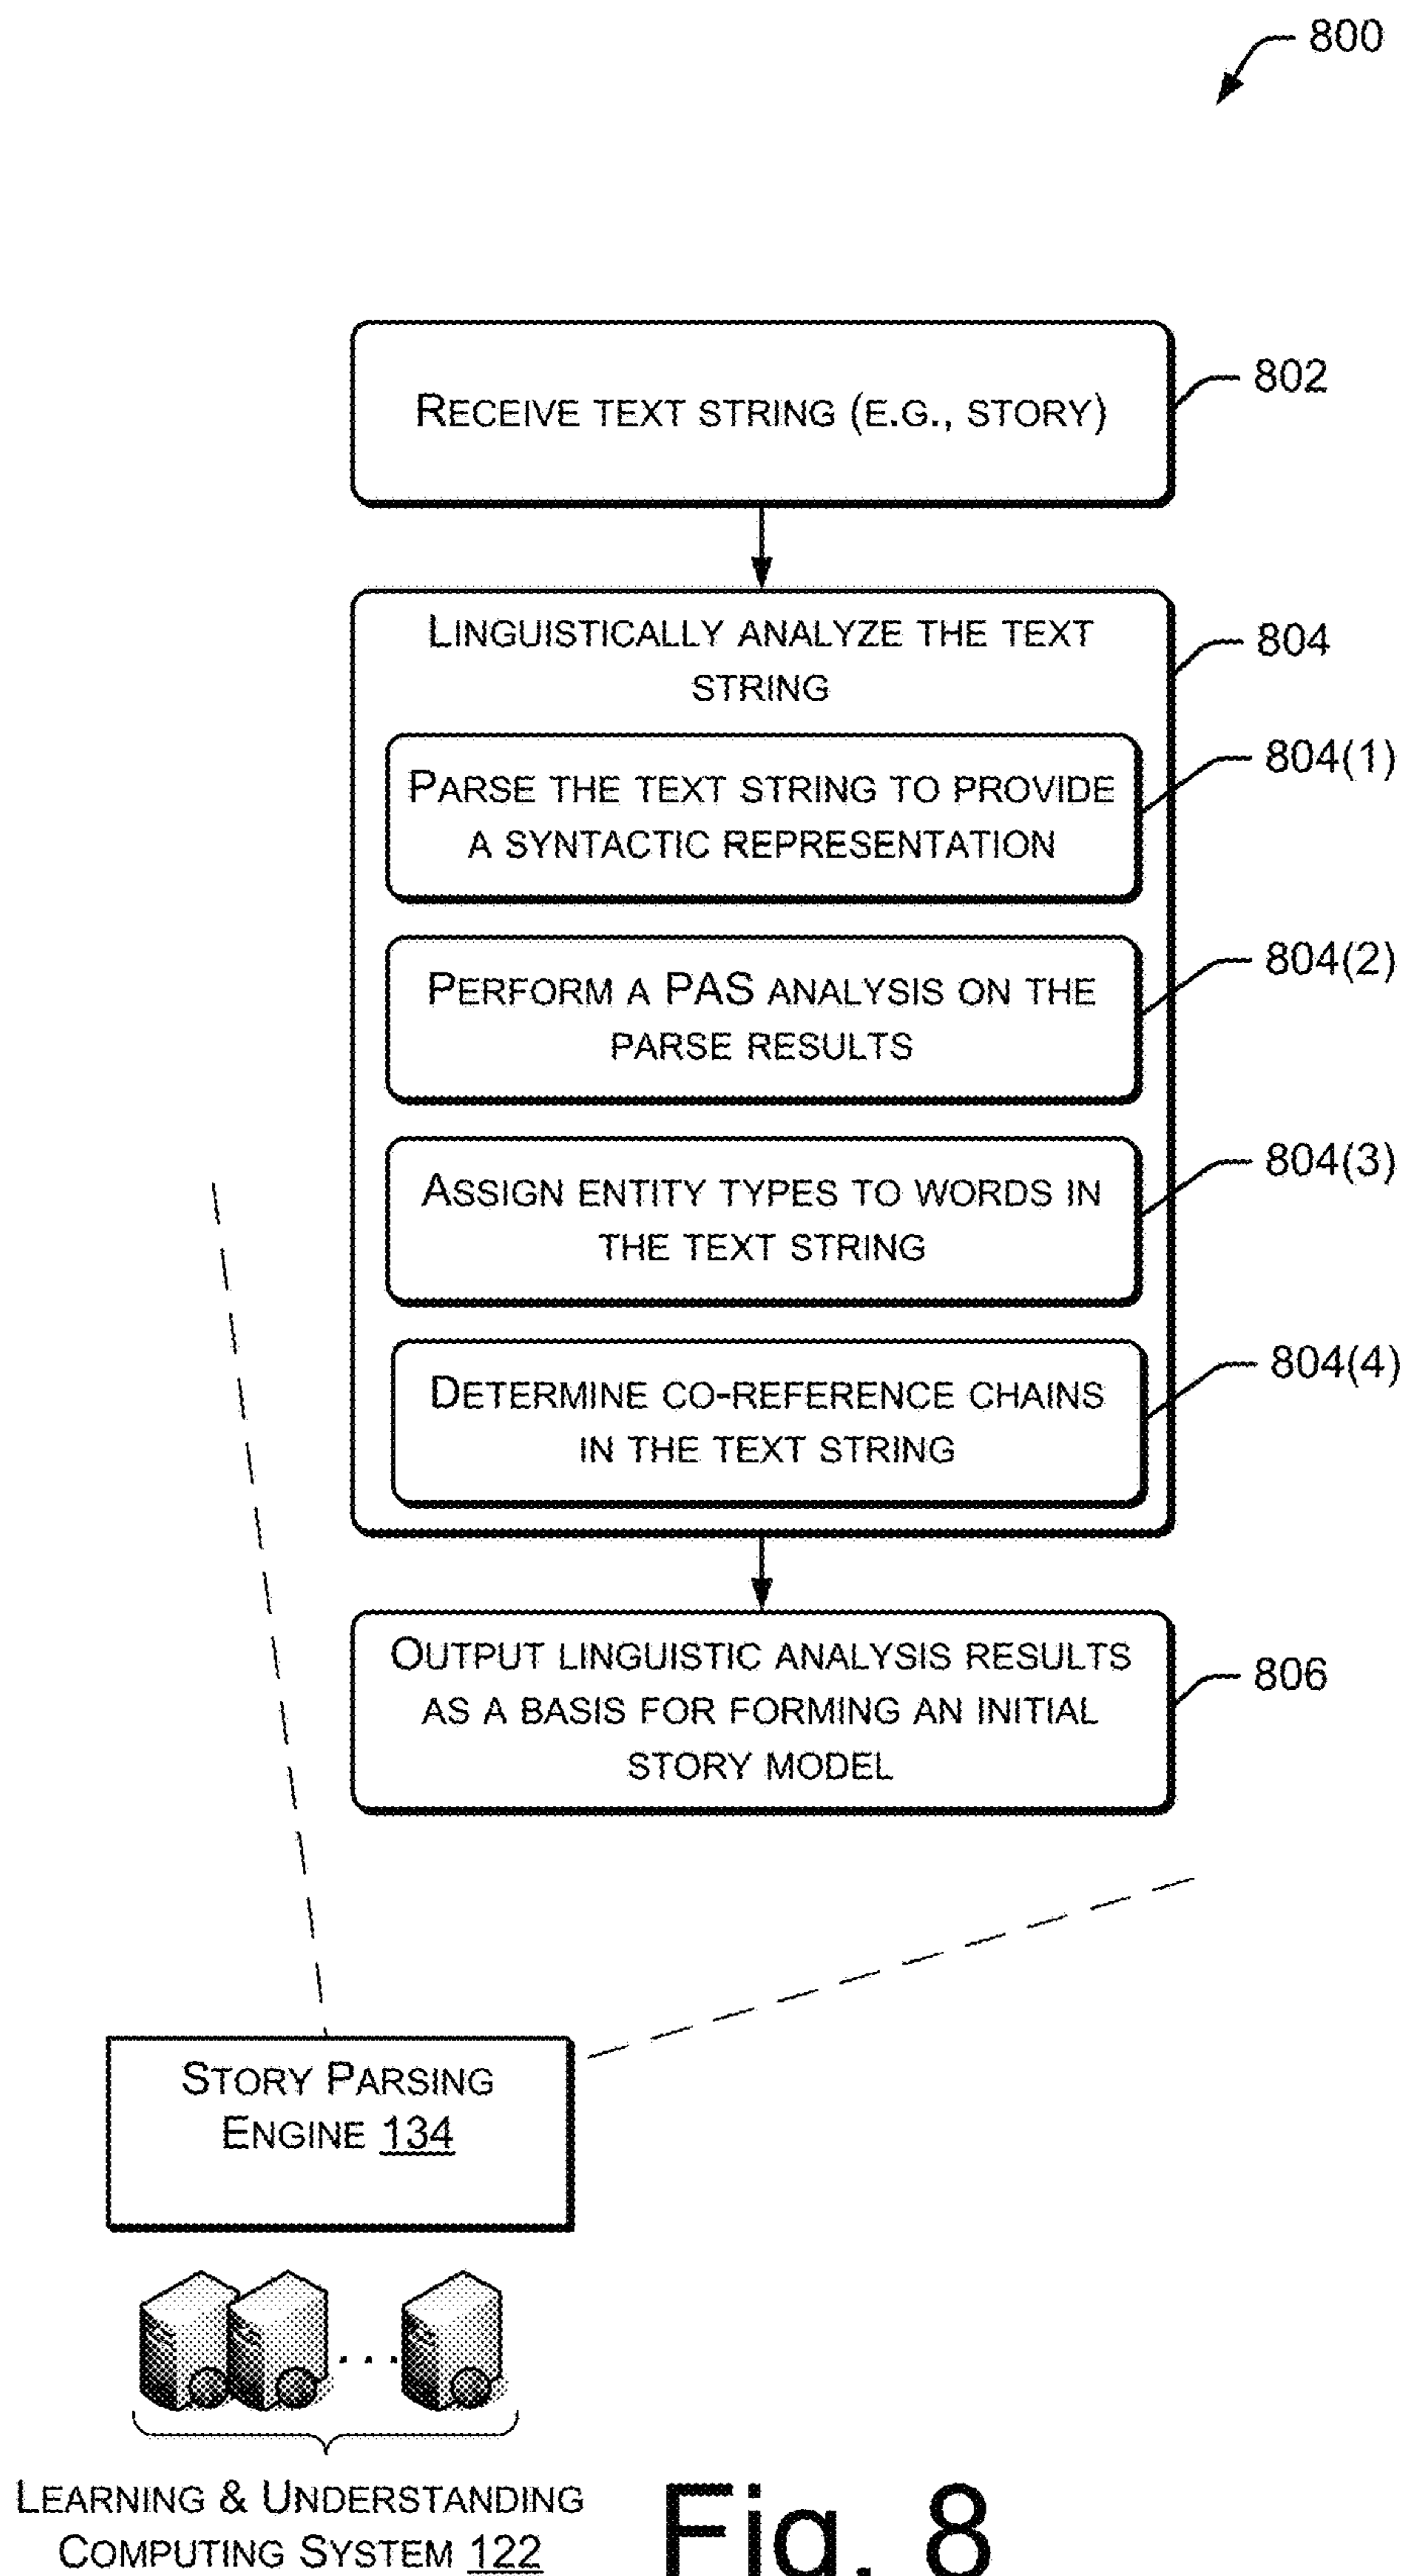 800
RECEIVE TEXT STRING (E.G., STORY)
802
LINGUISTICALLY ANALYZE THE TEXT
STRING
804
PARSE THE TEXT STRING TO PROVIDE
A SYNTACTIC REPRESENTATION
804(1)
PERFORM A PAS ANALYSIS ON THE
PARSE RESULTS
804(2)
ASSIGN ENTITY TYPES TO WORDS IN
THE TEXT STRING
804(3)
DETERMINE CO-REFERENCE CHAINS
IN THE TEXT STRING
804(4)
OUTPUT LINGUISTIC ANALYSIS RESULTS
AS A BASIS FOR FORMING AN INITIAL
STORY MODEL
806
STORY PARSING
ENGINE 134
. . .
LEARNING & UNDERSTANDING
COMPUTING SYSTEM 122
Fig. 8